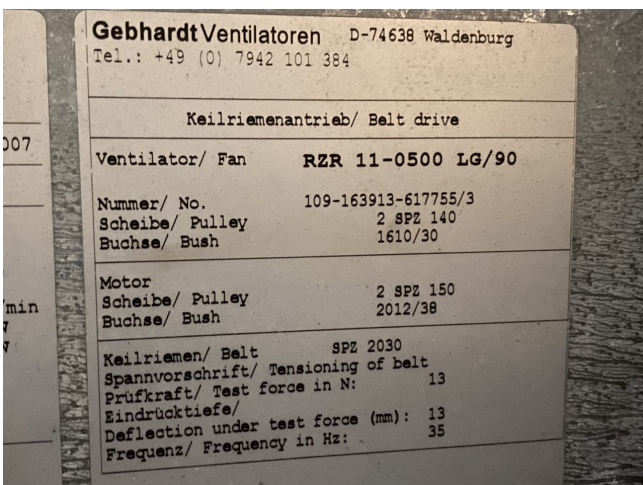 Gebhardt Ventilatoren D-74638 Waldenburg
Tel.: +49 (0) 7942 101 384
Keilriemenantrieb/ Belt drive
007
Ventilator/ Fan RZR 11-0500 LG/90
Nummer/ No. 109-163913-617755/3
Scheibe/ Pulley 2 SPZ 140
Buchse/ Bush 1610/30
Motor
/min
Scheibe/ Pulley 2 SPZ 150
Buchse/ Bush 2012/38
Keilriemen/ Belt SPZ 2030
Spannvorschrift/ Tensioning of belt
Prüfkraft/ Test force in N: 13
Eindrücktiefe/
Deflection under test force (mm): 13
Frequenz/ Frequency in Hz: 35